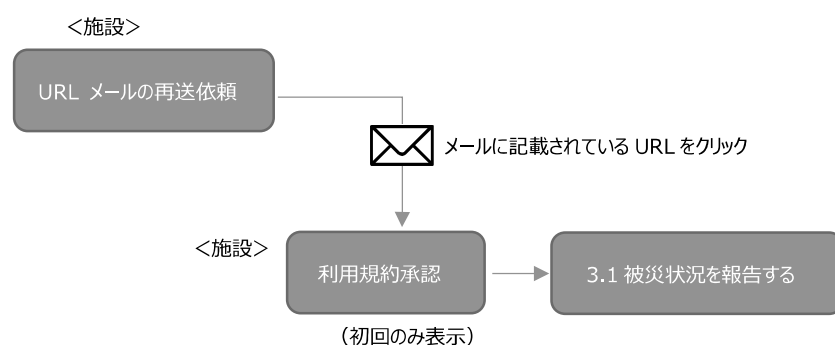 <施設>
URL メールの再送依頼
メールに記載されている URL をクリック
<施設>
利用規約承認
3.1 被災状況を報告する
（初回のみ表示）